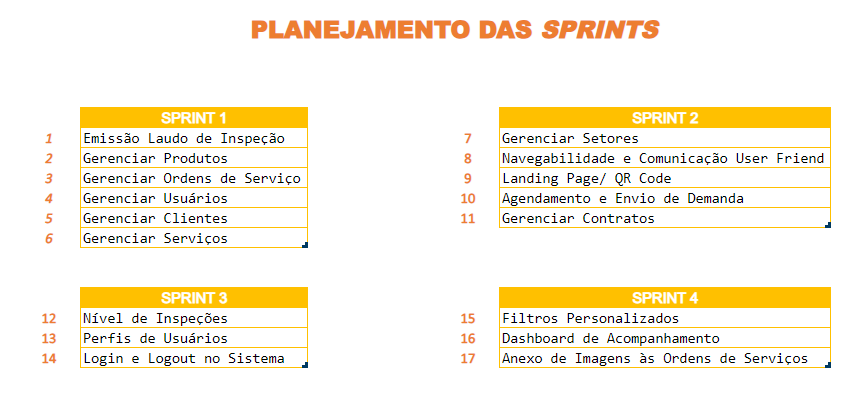 PLANEJAMENTO DAS SPRINTS
SPRINT 1
1 Emissão Laudo de Inspeção
2 Gerenciar Produtos
3 Gerenciar Ordens de Serviço
4 Gerenciar Usuários
5 Gerenciar Clientes
6 Gerenciar Serviços
SPRINT 2
7 Gerenciar Setores
8 Navegabilidade e Comunicação User Friend
9 Landing Page/ QR Code
10 Agendamento e Envio de Demanda
11 Gerenciar Contratos
SPRINT 3
12 Nível de Inspeções
13 Perfis de Usuários
14 Login e Logout no Sistema
SPRINT 4
15 Filtros Personalizados
16 Dashboard de Acompanhamento
17 Anexo de Imagens às Ordens de Serviços